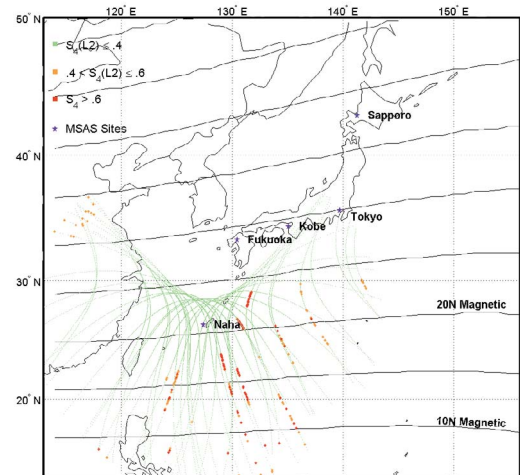 120° E
130° E
140° E
150° E
50° N
S4(L2) ≤ .4
.4 < S4(L2) ≤ .6
S4 > .6
MSAS Sites
Sapporo
40° N
Tokyo
Kobe
Fukuoka
30° N
20N Magnetic
Naha
20° N
10N Magnetic